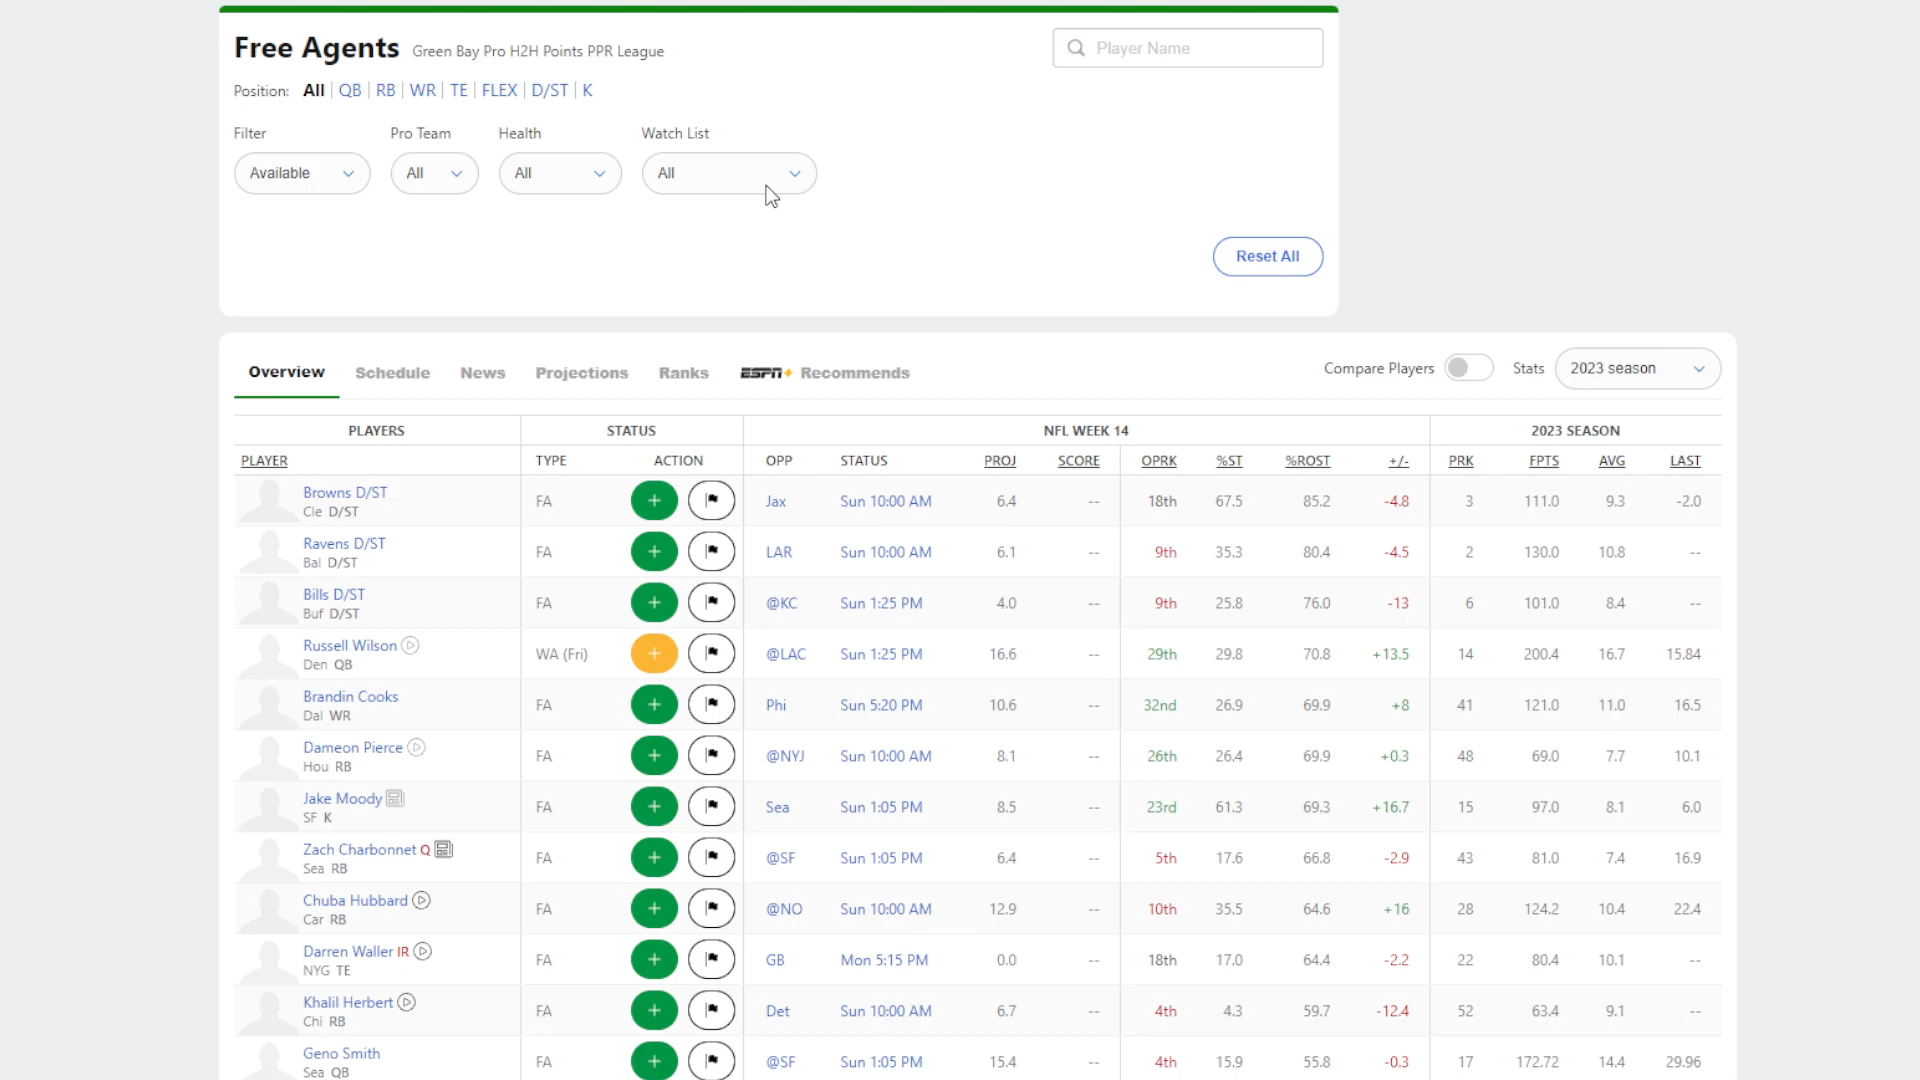 Free Agents Green Bay Pro H2H Points PPR League
Player Name
Position: All QB RB WR TE FLEX D/ST K
Filter Pro Team Health Watch List
Available All All All
Reset All
Overview Schedule News Projections Ranks ESPN+ Recommends
Compare Players Stats 2023 season
PLAYERS STATUS NFL WEEK 14 2023 SEASON
PLAYER TYPE ACTION OPP STATUS PROJ SCORE OPRK %ST %ROST +/- PRK FPTS AVG LAST
Browns D/ST
Cle D/ST
FA Jax Sun 10:00 AM 6.4 -- 18th 67.5 85.2 -4.8 3 111.0 9.3 -2.0
Ravens D/ST
Bal D/ST
FA LAR Sun 10:00 AM 6.1 -- 9th 35.3 80.4 -4.5 2 130.0 10.8 --
Bills D/ST
Buf D/ST
FA @KC Sun 1:25 PM 4.0 -- 9th 25.8 76.0 -13 6 101.0 8.4 --
Russell Wilson
Den QB
WA (Fri) @LAC Sun 1:25 PM 16.6 -- 29th 29.8 70.8 +13.5 14 200.4 16.7 15.84
Brandin Cooks
Dal WR
FA Phi Sun 5:20 PM 10.6 -- 32nd 26.9 69.9 +8 41 121.0 11.0 16.5
Dameon Pierce
Hou RB
FA @NYJ Sun 10:00 AM 8.1 -- 26th 26.4 69.9 +0.3 48 69.0 7.7 10.1
Jake Moody
SF K
FA Sea Sun 1:05 PM 8.5 -- 23rd 61.3 69.3 +16.7 15 97.0 8.1 6.0
Zach Charbonnet Q
Sea RB
FA @SF Sun 1:05 PM 6.4 -- 5th 17.6 66.8 -2.9 43 81.0 7.4 16.9
Chuba Hubbard
Car RB
FA @NO Sun 10:00 AM 12.9 -- 10th 35.5 64.6 +16 28 124.2 10.4 22.4
Darren Waller IR
NYG TE
FA GB Mon 5:15 PM 0.0 -- 18th 17.0 64.4 -2.2 22 80.4 10.1 --
Khalil Herbert
Chi RB
FA Det Sun 10:00 AM 6.7 -- 4th 4.3 59.7 -12.4 52 63.4 9.1 --
Geno Smith
Sea QB
FA @SF Sun 1:05 PM 15.4 -- 4th 15.9 55.8 -0.3 17 172.72 14.4 29.96